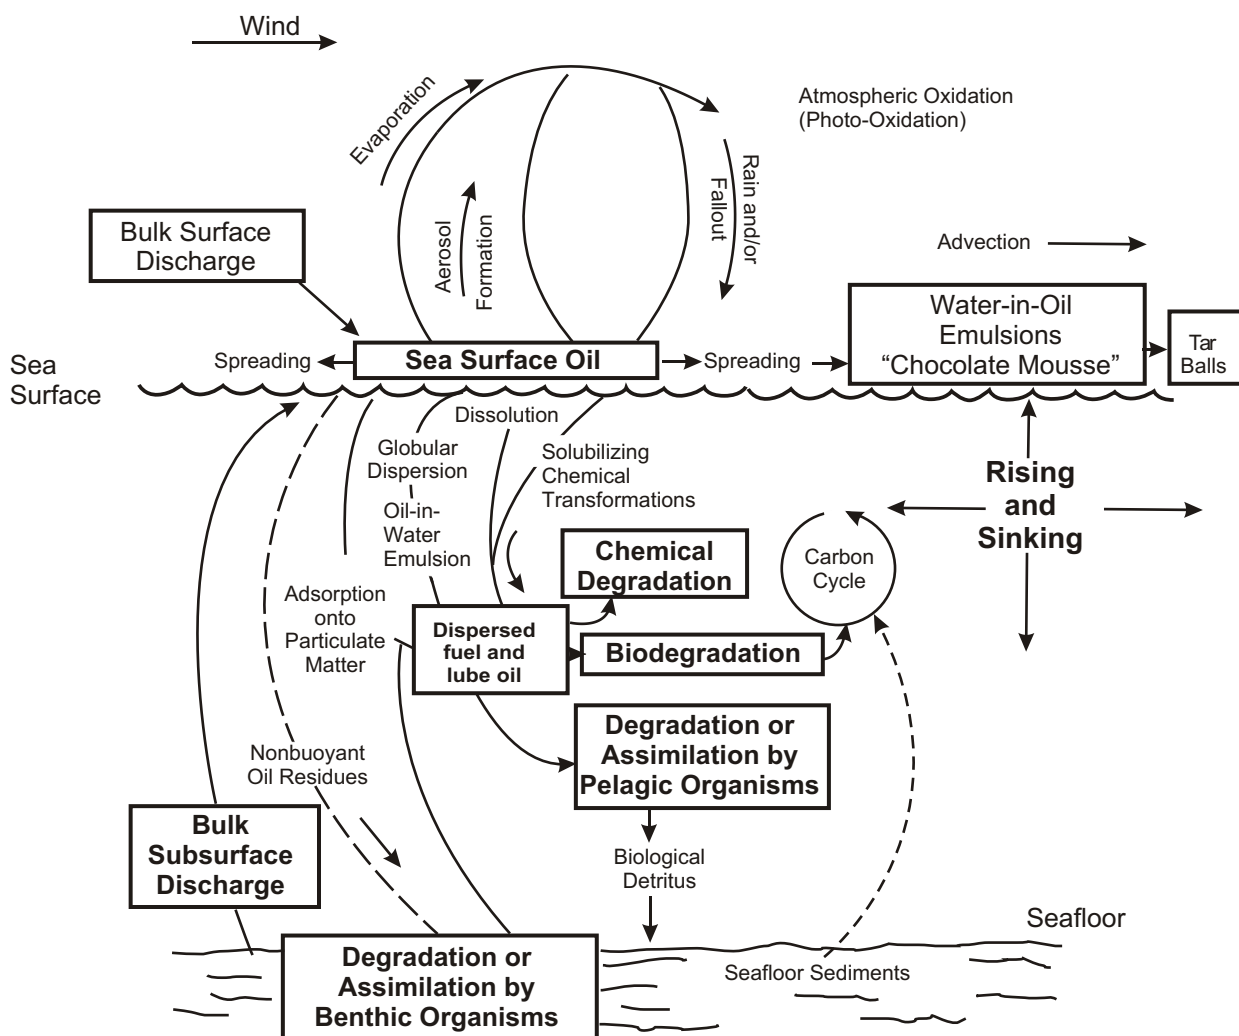 Wind
Evaporation
Aerosol
Formation
Rain and/or
Fallout
Atmospheric Oxidation
(Photo-Oxidation)
Bulk Surface
Discharge
Advection
Sea
Surface
Spreading
Sea Surface Oil
Spreading
Water-in-Oil
Emulsions
“Chocolate Mousse”
Tar
Balls
Dissolution
Globular
Dispersion
Oil-in-
Water
Emulsion
Solubilizing
Chemical
Transformations
Rising
and
Sinking
Chemical
Degradation
Carbon
Cycle
Adsorption
onto
Particulate
Matter
Dispersed
fuel and
lube oil
Biodegradation
Degradation or
Assimilation by
Pelagic Organisms
Nonbuoyant
Oil Residues
Bulk
Subsurface
Discharge
Biological
Detritus
Seafloor
Seafloor Sediments
Degradation or
Assimilation by
Benthic Organisms